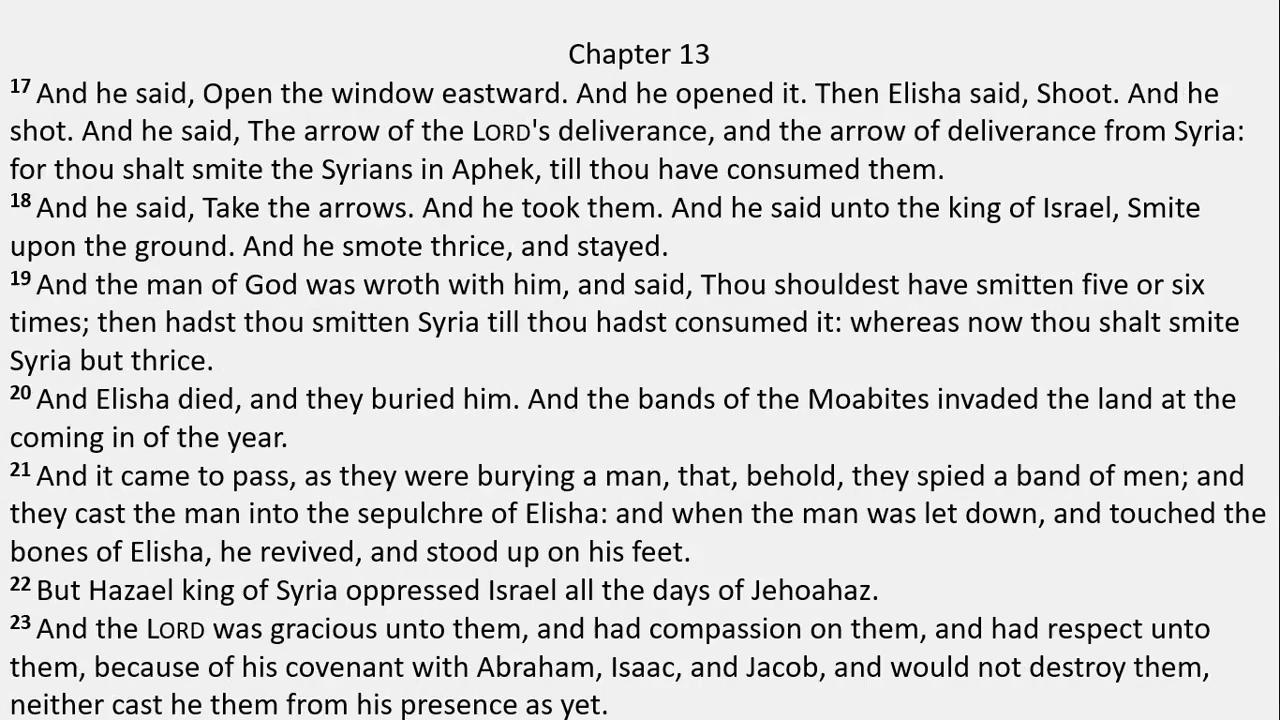 Chapter 13
17 And he said, Open the window eastward. And he opened it. Then Elisha said, Shoot. And he
shot. And he said, The arrow of the LORD's deliverance, and the arrow of deliverance from Syria:
for thou shalt smite the Syrians in Aphek, till thou have consumed them.
18 And he said, Take the arrows. And he took them. And he said unto the king of Israel, Smite
upon the ground. And he smote thrice, and stayed.
19 And the man of God was wroth with him, and said, Thou shouldest have smitten five or six
times; then hadst thou smitten Syria till thou hadst consumed it: whereas now thou shalt smite
Syria but thrice.
20 And Elisha died, and they buried him. And the bands of the Moabites invaded the land at the
coming in of the year.
21 And it came to pass, as they were burying a man, that, behold, they spied a band of men; and
they cast the man into the sepulchre of Elisha: and when the man was let down, and touched the
bones of Elisha, he revived, and stood up on his feet.
22 But Hazael king of Syria oppressed Israel all the days of Jehoahaz.
23 And the LORD was gracious unto them, and had compassion on them, and had respect unto
them, because of his covenant with Abraham, Isaac, and Jacob, and would not destroy them,
neither cast he them from his presence as yet.